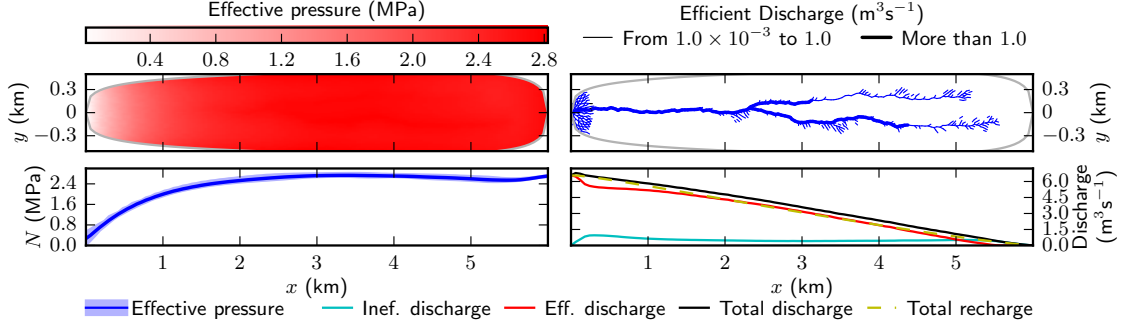 Effective pressure (MPa)
0.4 0.8 1.2 1.6 2.0 2.4 2.8
Efficient Discharge (m³s⁻¹)
From 1.0 × 10⁻³ to 1.0 More than 1.0
y (km)
0.3
0
−0.3
0.3
0
−0.3
y (km)
N (MPa)
2.4
1.6
0.8
0.0
1 2 3 4 5
x (km)
6.0
4.5
3.0
1.5
0.0
Discharge
(m³s⁻¹)
1 2 3 4 5
x (km)
Effective pressure Inef. discharge Eff. discharge Total discharge Total recharge